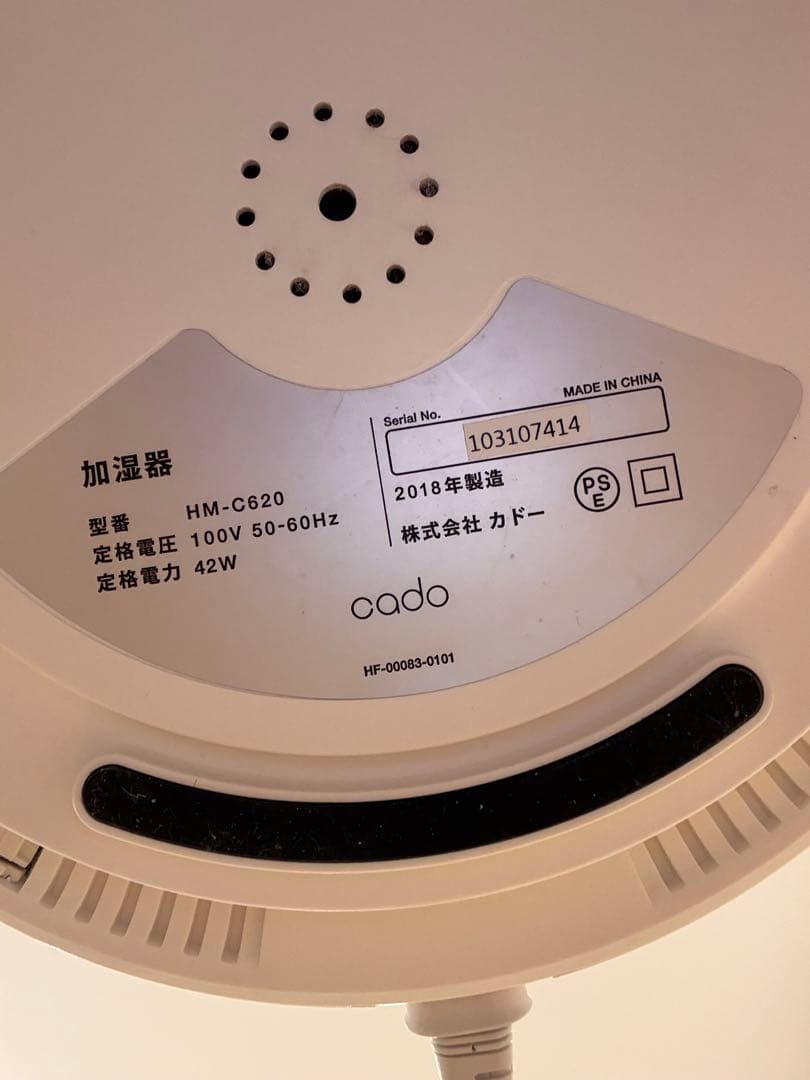 加湿器
型番 HM-C620
定格電圧 100V 50-60Hz
定格電力 42W
MADE IN CHINA
Serial No.
103107414
2018年製造
株式会社 カドー
PS
E
cado
HF-00083-0101